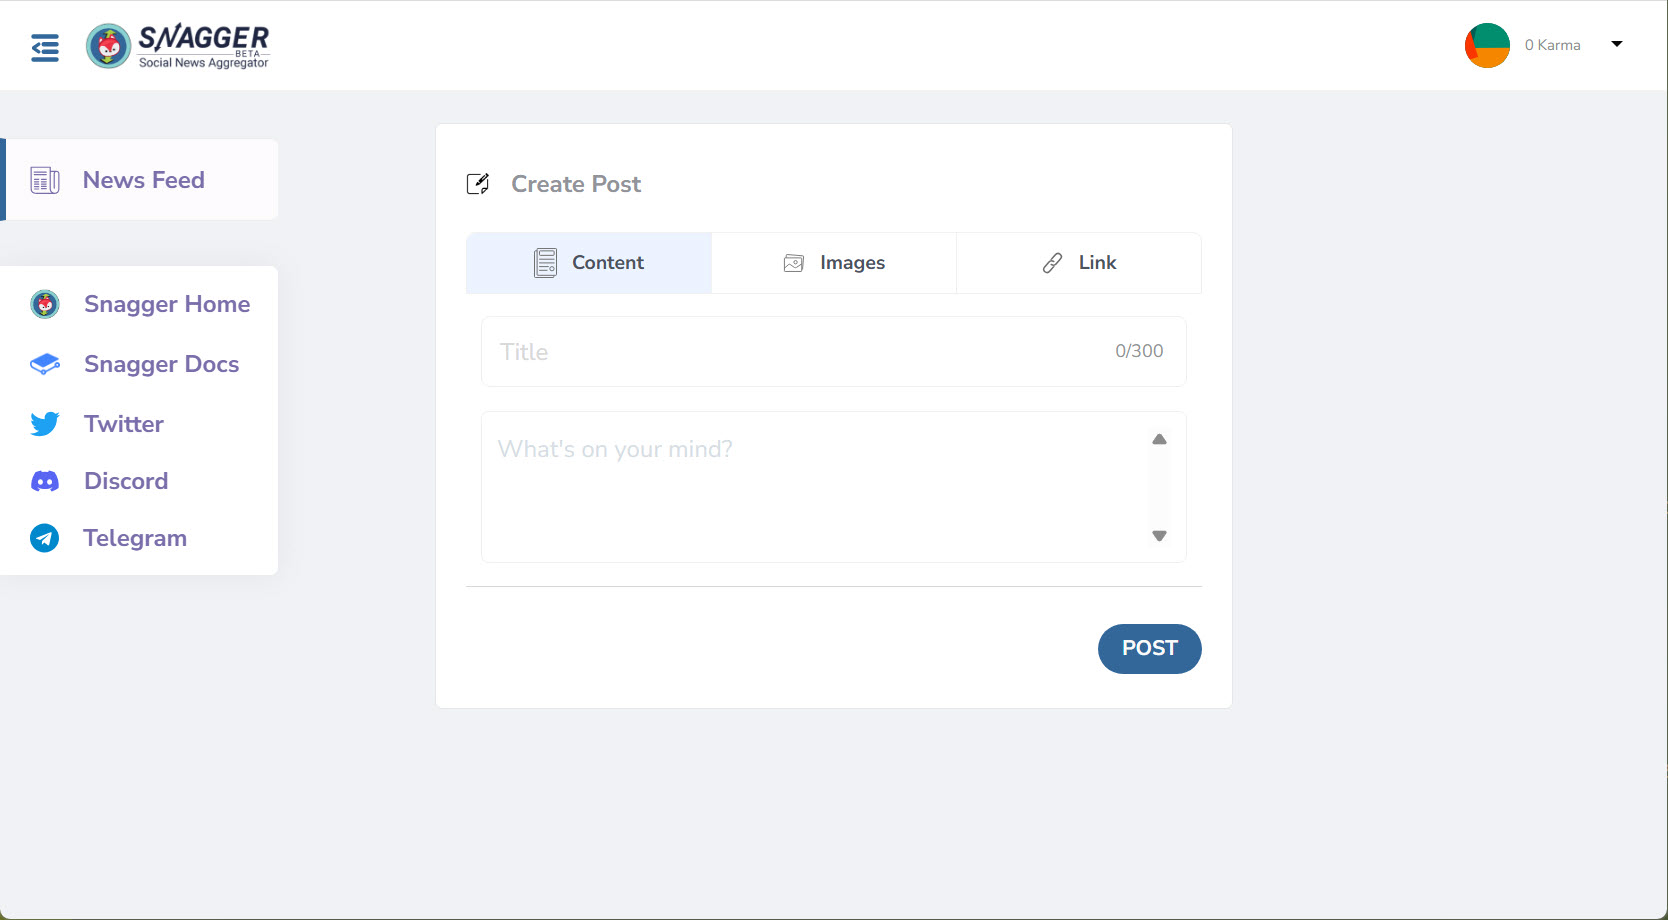 SNAGGER
BETA
Social News Aggregator
0 Karma
News Feed
Snagger Home
Snagger Docs
Twitter
Discord
Telegram
Create Post
Content
Images
Link
Title
0/300
What's on your mind?
POST